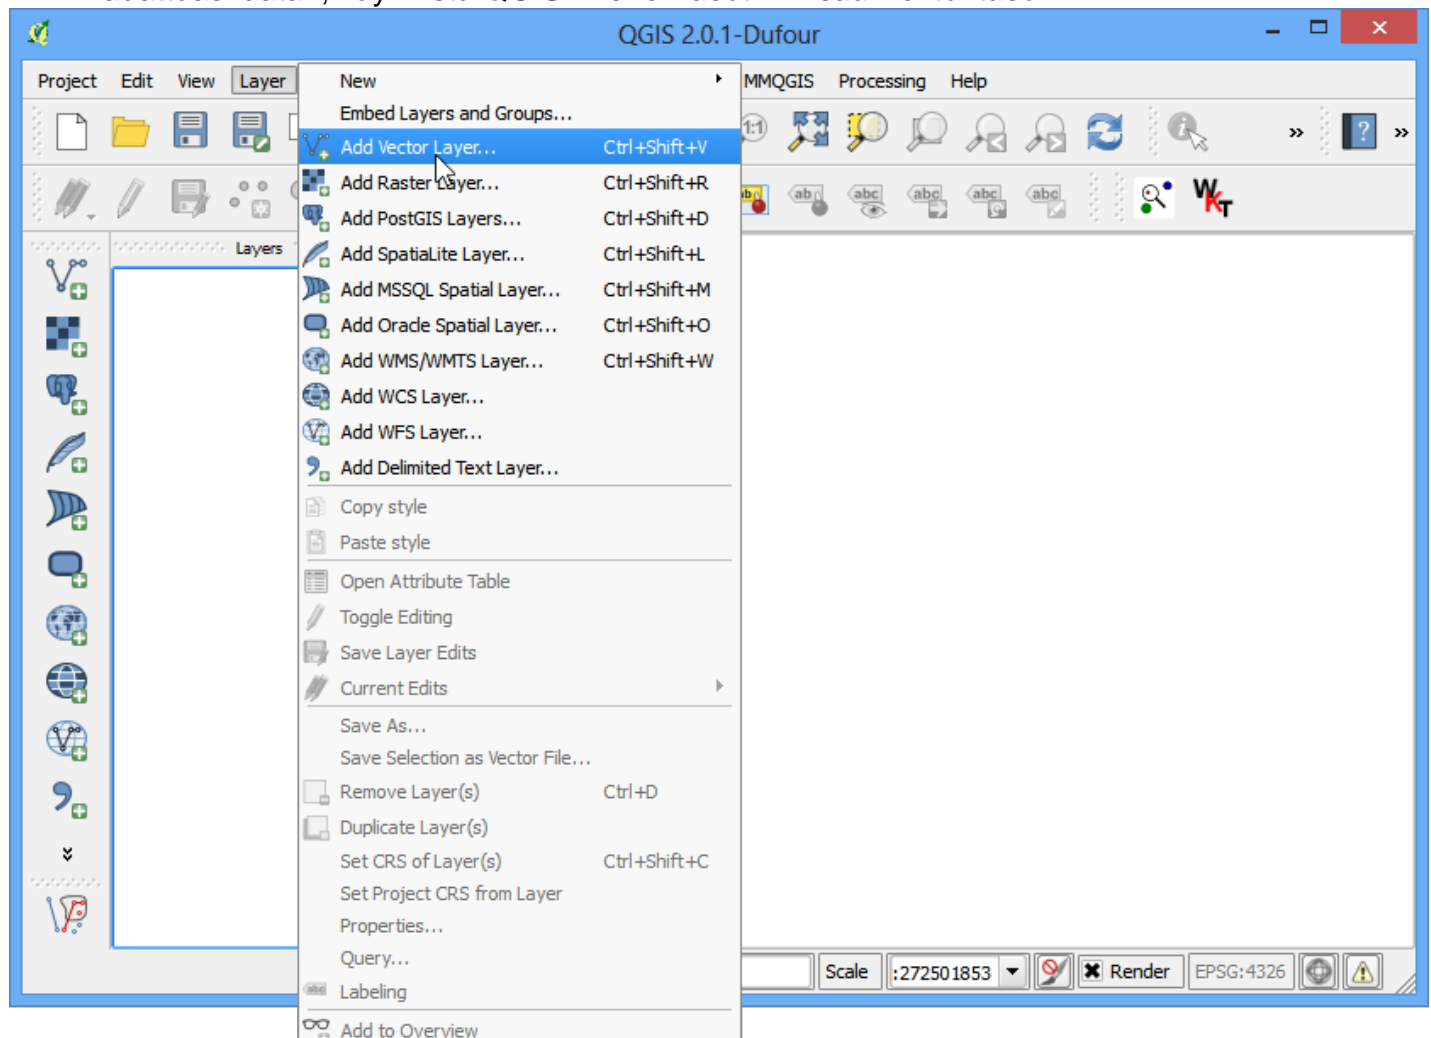 QGIS 2.0.1-Dufour
Project Edit View Layer MMQGIS Processing Help
New
Embed Layers and Groups...
Add Vector Layer... Ctrl+Shift+V
Add Raster Layer... Ctrl+Shift+R
Add PostGIS Layers... Ctrl+Shift+D
Layers
Add SpatiaLite Layer... Ctrl+Shift+L
Add MSSQL Spatial Layer... Ctrl+Shift+M
Add Oracle Spatial Layer... Ctrl+Shift+O
Add WMS/WMTS Layer... Ctrl+Shift+W
Add WCS Layer...
Add WFS Layer...
Add Delimited Text Layer...
Copy style
Paste style
Open Attribute Table
Toggle Editing
Save Layer Edits
Current Edits
Save As...
Save Selection as Vector File...
Remove Layer(s) Ctrl+D
Duplicate Layer(s)
Set CRS of Layer(s) Ctrl+Shift+C
Set Project CRS from Layer
Properties...
Query...
Labeling
Add to Overview
Scale :272501853 Render EPSG:4326